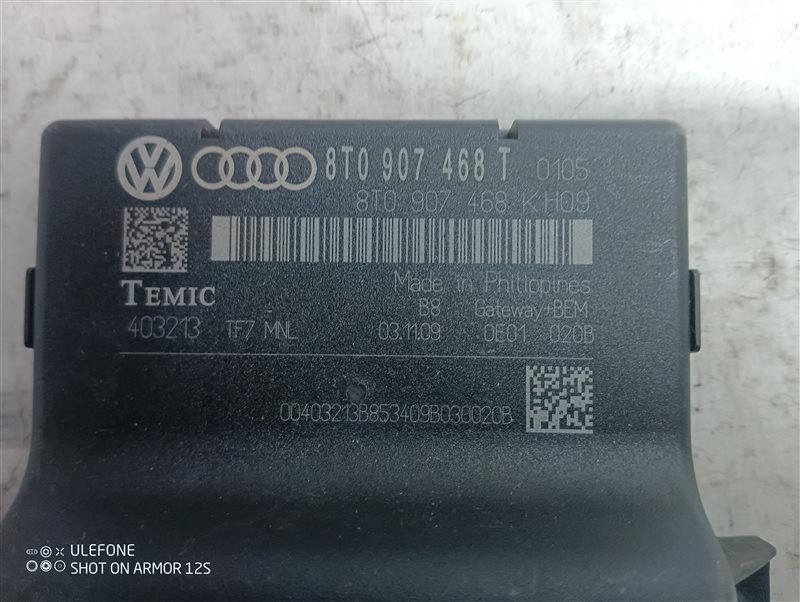 8T0 907 468 T 0105
8T0 907 468 K H09
Made in Philippines
TEMIC B8 Gateway+BEM
403213 TF7 MNL 03.11.09 0E01 020B
00403213B853409B030020B
ULEFONE
SHOT ON ARMOR 12S